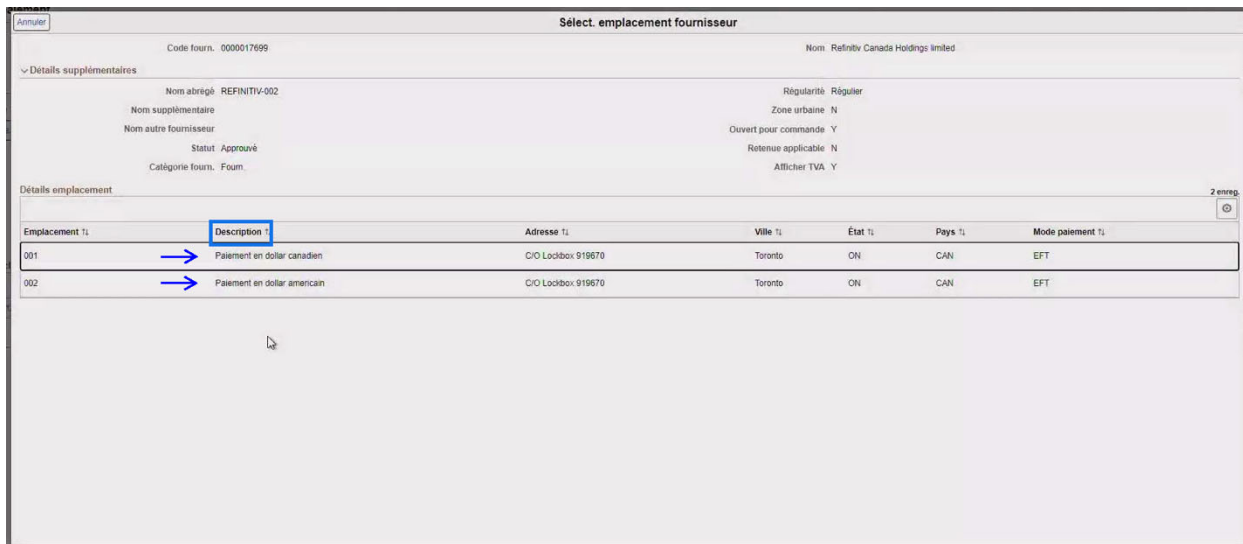 Annuler
Sélect. emplacement fournisseur
Code fourn. 0000017699
Nom Refinitiv Canada Holdings limited
Détails supplémentaires
Nom abrégé REFINITIV-002
Régularité Régulier
Nom supplémentaire
Zone urbaine N
Nom autre fournisseur
Ouvert pour commande Y
Statut Approuvé
Retenue applicable N
Catégorie fourn. Fourn.
Afficher TVA Y
Détails emplacement
2 enreg.
Emplacement Description Adresse Ville État Pays Mode paiement
001 Paiement en dollar canadien C/O Lockbox 919670 Toronto ON CAN EFT
002 Paiement en dollar americain C/O Lockbox 919670 Toronto ON CAN EFT